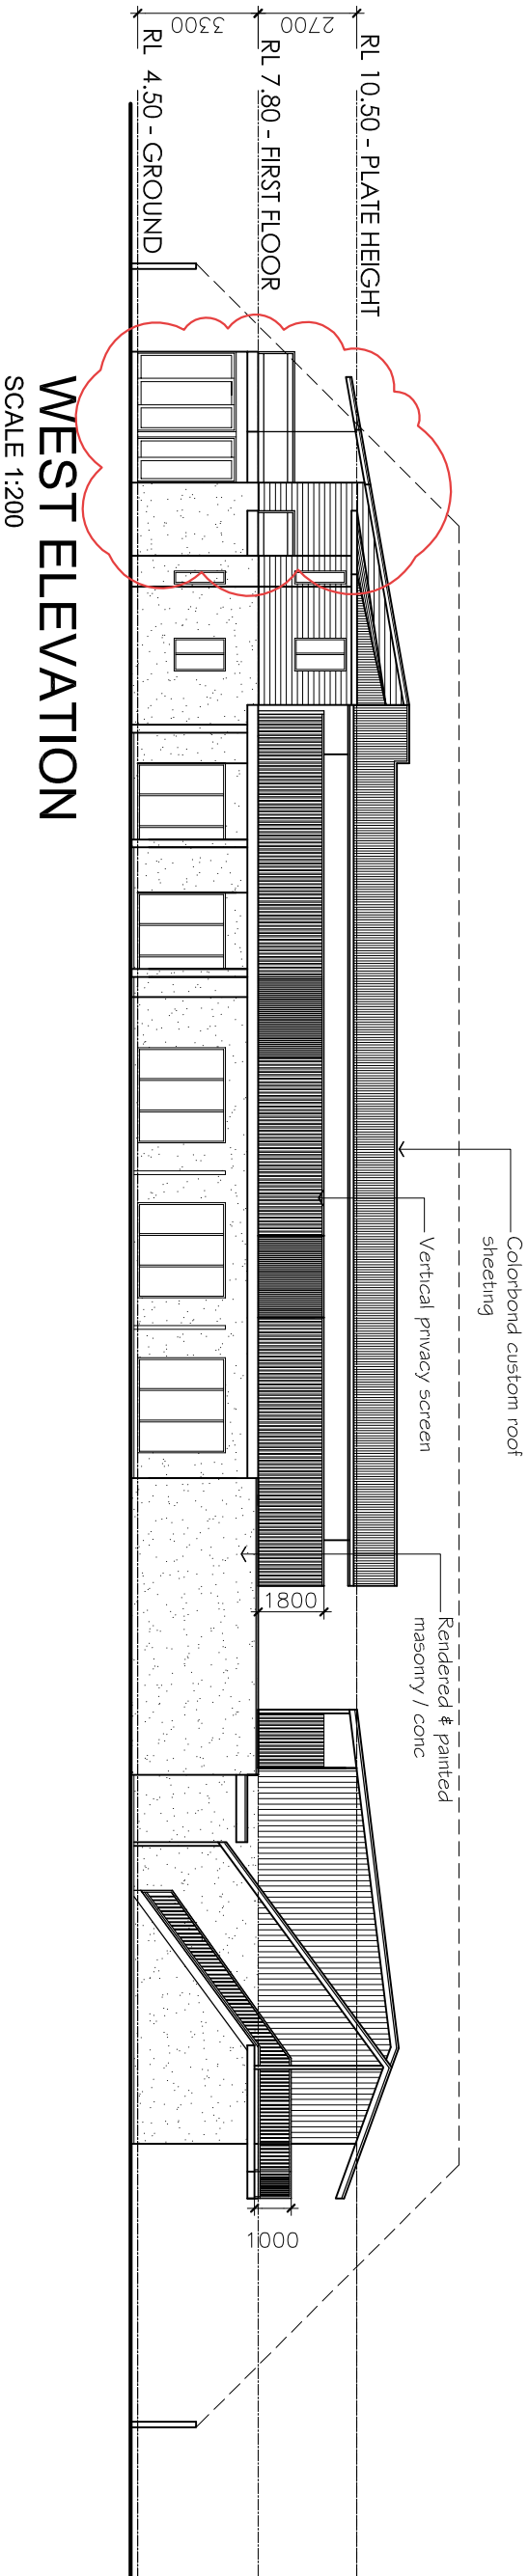 RL 10.50 - PLATE HEIGHT
2700
RL 7.80 - FIRST FLOOR
3300
RL 4.50 - GROUND
Colorbond custom roof
sheeting
Vertical privacy screen
Rendered & painted
masonry / conc
1800
1000
WEST ELEVATION
SCALE 1:200